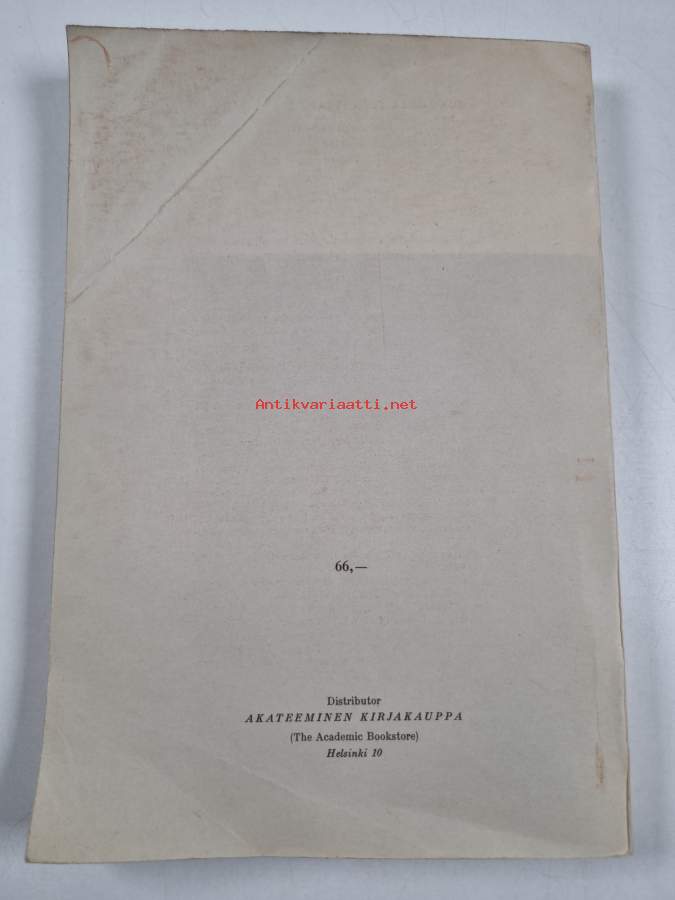 Antikvariaatti.net
66,—
Distributor
AKATEEMINEN KIRJAKAUPPA
(The Academic Bookstore)
Helsinki 10